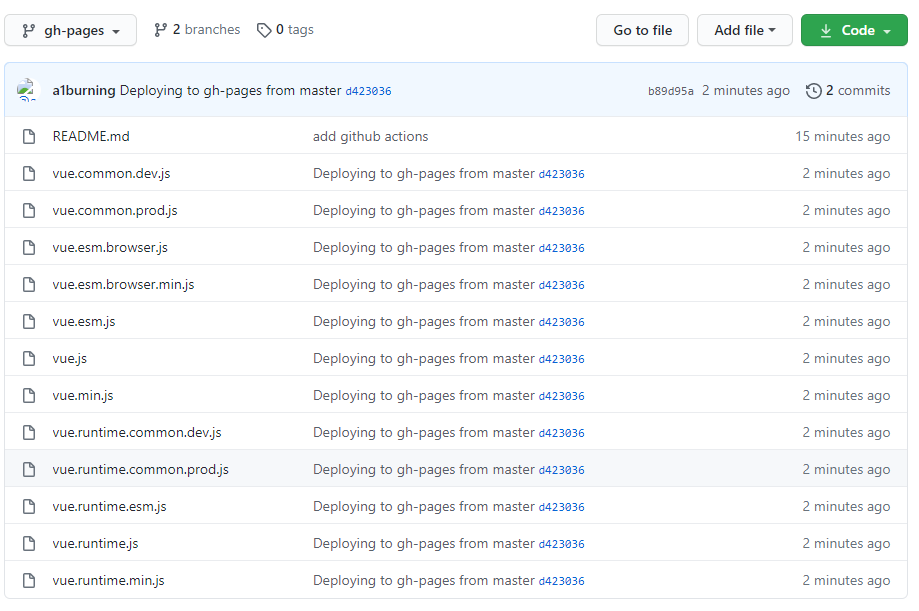 gh-pages 2 branches 0 tags Go to file Add file Code
a1burning Deploying to gh-pages from master d423036 b89d95a 2 minutes ago 2 commits
README.md add github actions 15 minutes ago
vue.common.dev.js Deploying to gh-pages from master d423036 2 minutes ago
vue.common.prod.js Deploying to gh-pages from master d423036 2 minutes ago
vue.esm.browser.js Deploying to gh-pages from master d423036 2 minutes ago
vue.esm.browser.min.js Deploying to gh-pages from master d423036 2 minutes ago
vue.esm.js Deploying to gh-pages from master d423036 2 minutes ago
vue.js Deploying to gh-pages from master d423036 2 minutes ago
vue.min.js Deploying to gh-pages from master d423036 2 minutes ago
vue.runtime.common.dev.js Deploying to gh-pages from master d423036 2 minutes ago
vue.runtime.common.prod.js Deploying to gh-pages from master d423036 2 minutes ago
vue.runtime.esm.js Deploying to gh-pages from master d423036 2 minutes ago
vue.runtime.js Deploying to gh-pages from master d423036 2 minutes ago
vue.runtime.min.js Deploying to gh-pages from master d423036 2 minutes ago